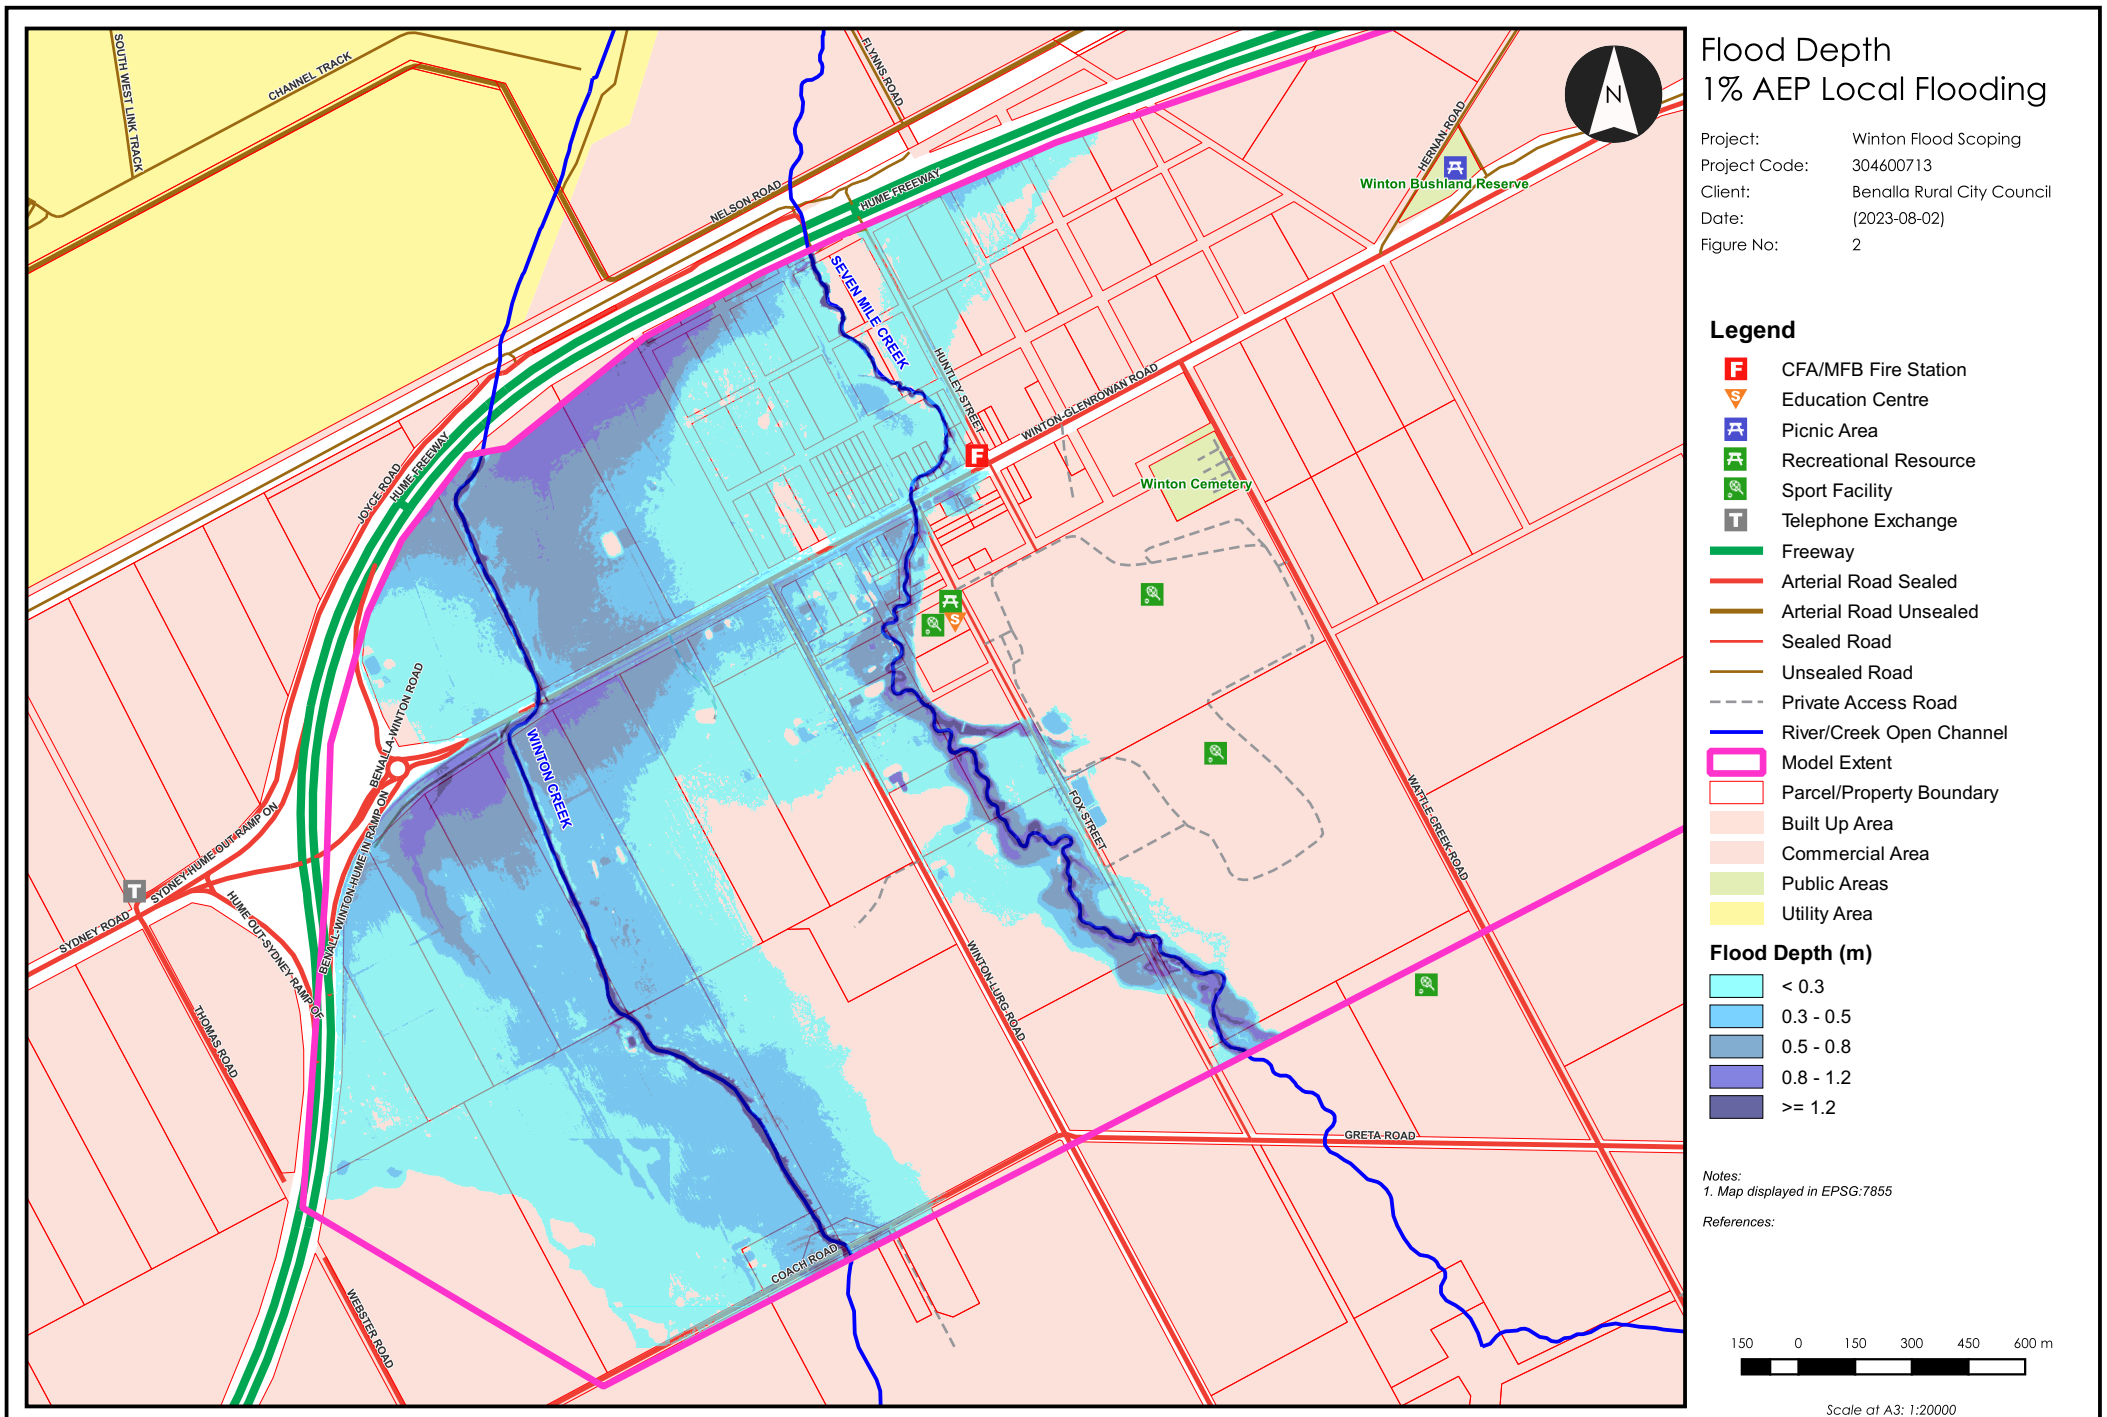 Flood Depth
1% AEP Local Flooding
Project: Winton Flood Scoping
Project Code: 304600713
Client: Benalla Rural City Council
Date: (2023-08-02)
Figure No: 2
Legend
CFA/MFB Fire Station
Education Centre
Picnic Area
Recreational Resource
Sport Facility
Telephone Exchange
Freeway
Arterial Road Sealed
Arterial Road Unsealed
Sealed Road
Unsealed Road
Private Access Road
River/Creek Open Channel
Model Extent
Parcel/Property Boundary
Built Up Area
Commercial Area
Public Areas
Utility Area
Flood Depth (m)
< 0.3
0.3 - 0.5
0.5 - 0.8
0.8 - 1.2
>= 1.2
Notes:
1. Map displayed in EPSG:7855
References:
150 0 150 300 450 600 m
Scale at A3: 1:20000
N
SOUTH WEST LINK TRACK
CHANNEL TRACK
FLYNNS ROAD
NELSON ROAD
HUME FREEWAY
HERNAN ROAD
Winton Bushland Reserve
SEVEN MILE CREEK
HUNTLEY STREET
WINTON-GLENROWAN ROAD
F
Winton Cemetery
JOYCE ROAD
HUME FREEWAY
S
BENALLA-WINTON ROAD
WINTON CREEK
FOX STREET
WATTLE CREEK ROAD
SYDNEY-HUME OUT RAMP ON
BENALL-WINTON-HUME IN RAMP ON
T
SYDNEY ROAD
HUME OUT-SYDNEY RAMP OF
THOMAS ROAD
WINTON-LURG ROAD
GRETA ROAD
COACH ROAD
WEBSTER ROAD